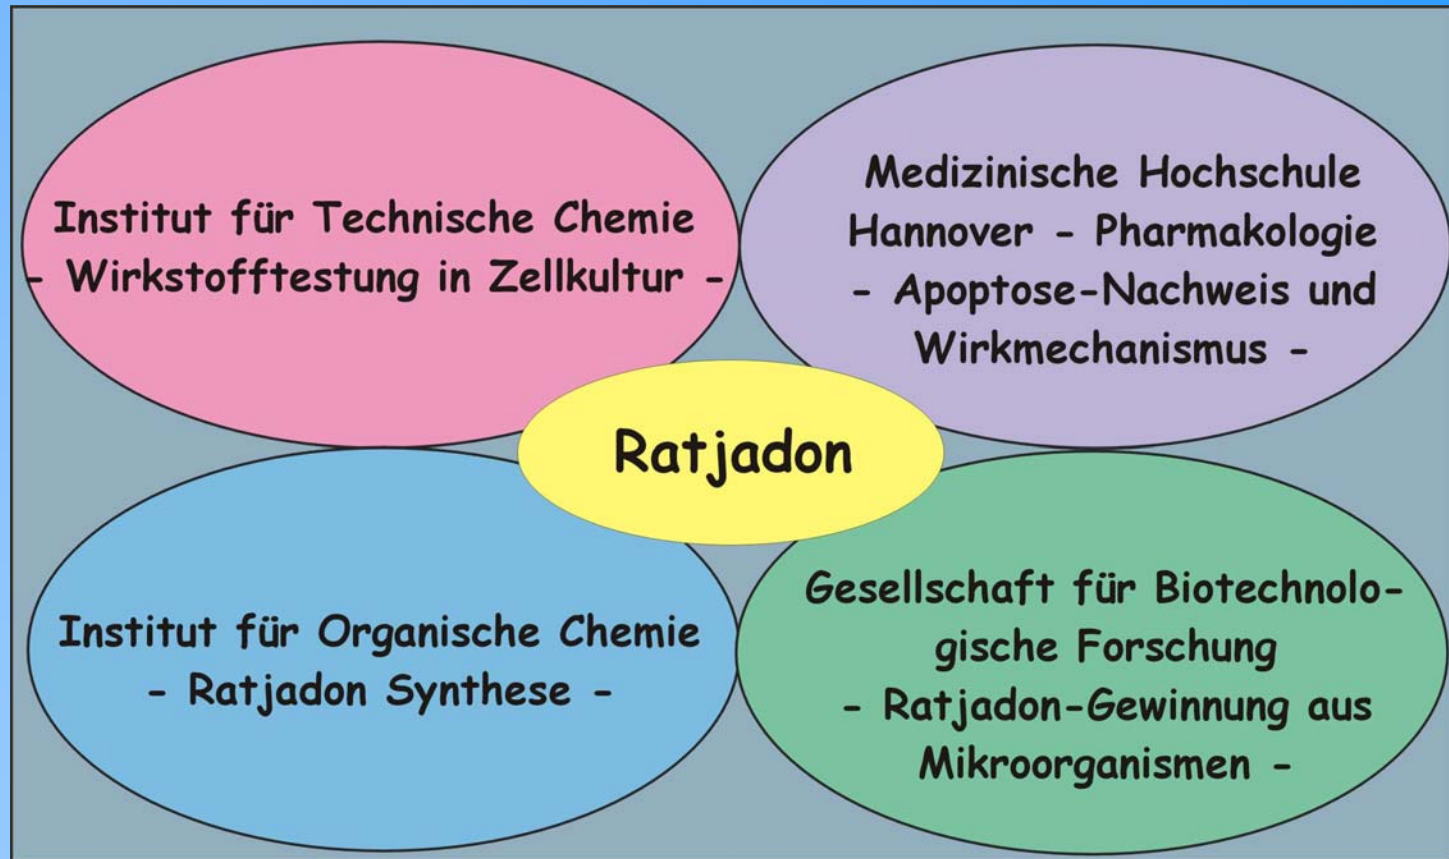 Institut für Technische Chemie
- Wirkstofftestung in Zellkultur -
Medizinische Hochschule
Hannover - Pharmakologie
- Apoptose-Nachweis und
Wirkmechanismus -
Ratjadon
Institut für Organische Chemie
- Ratjadon Synthese -
Gesellschaft für Biotechnolo-
gische Forschung
- Ratjadon-Gewinnung aus
Mikroorganismen -